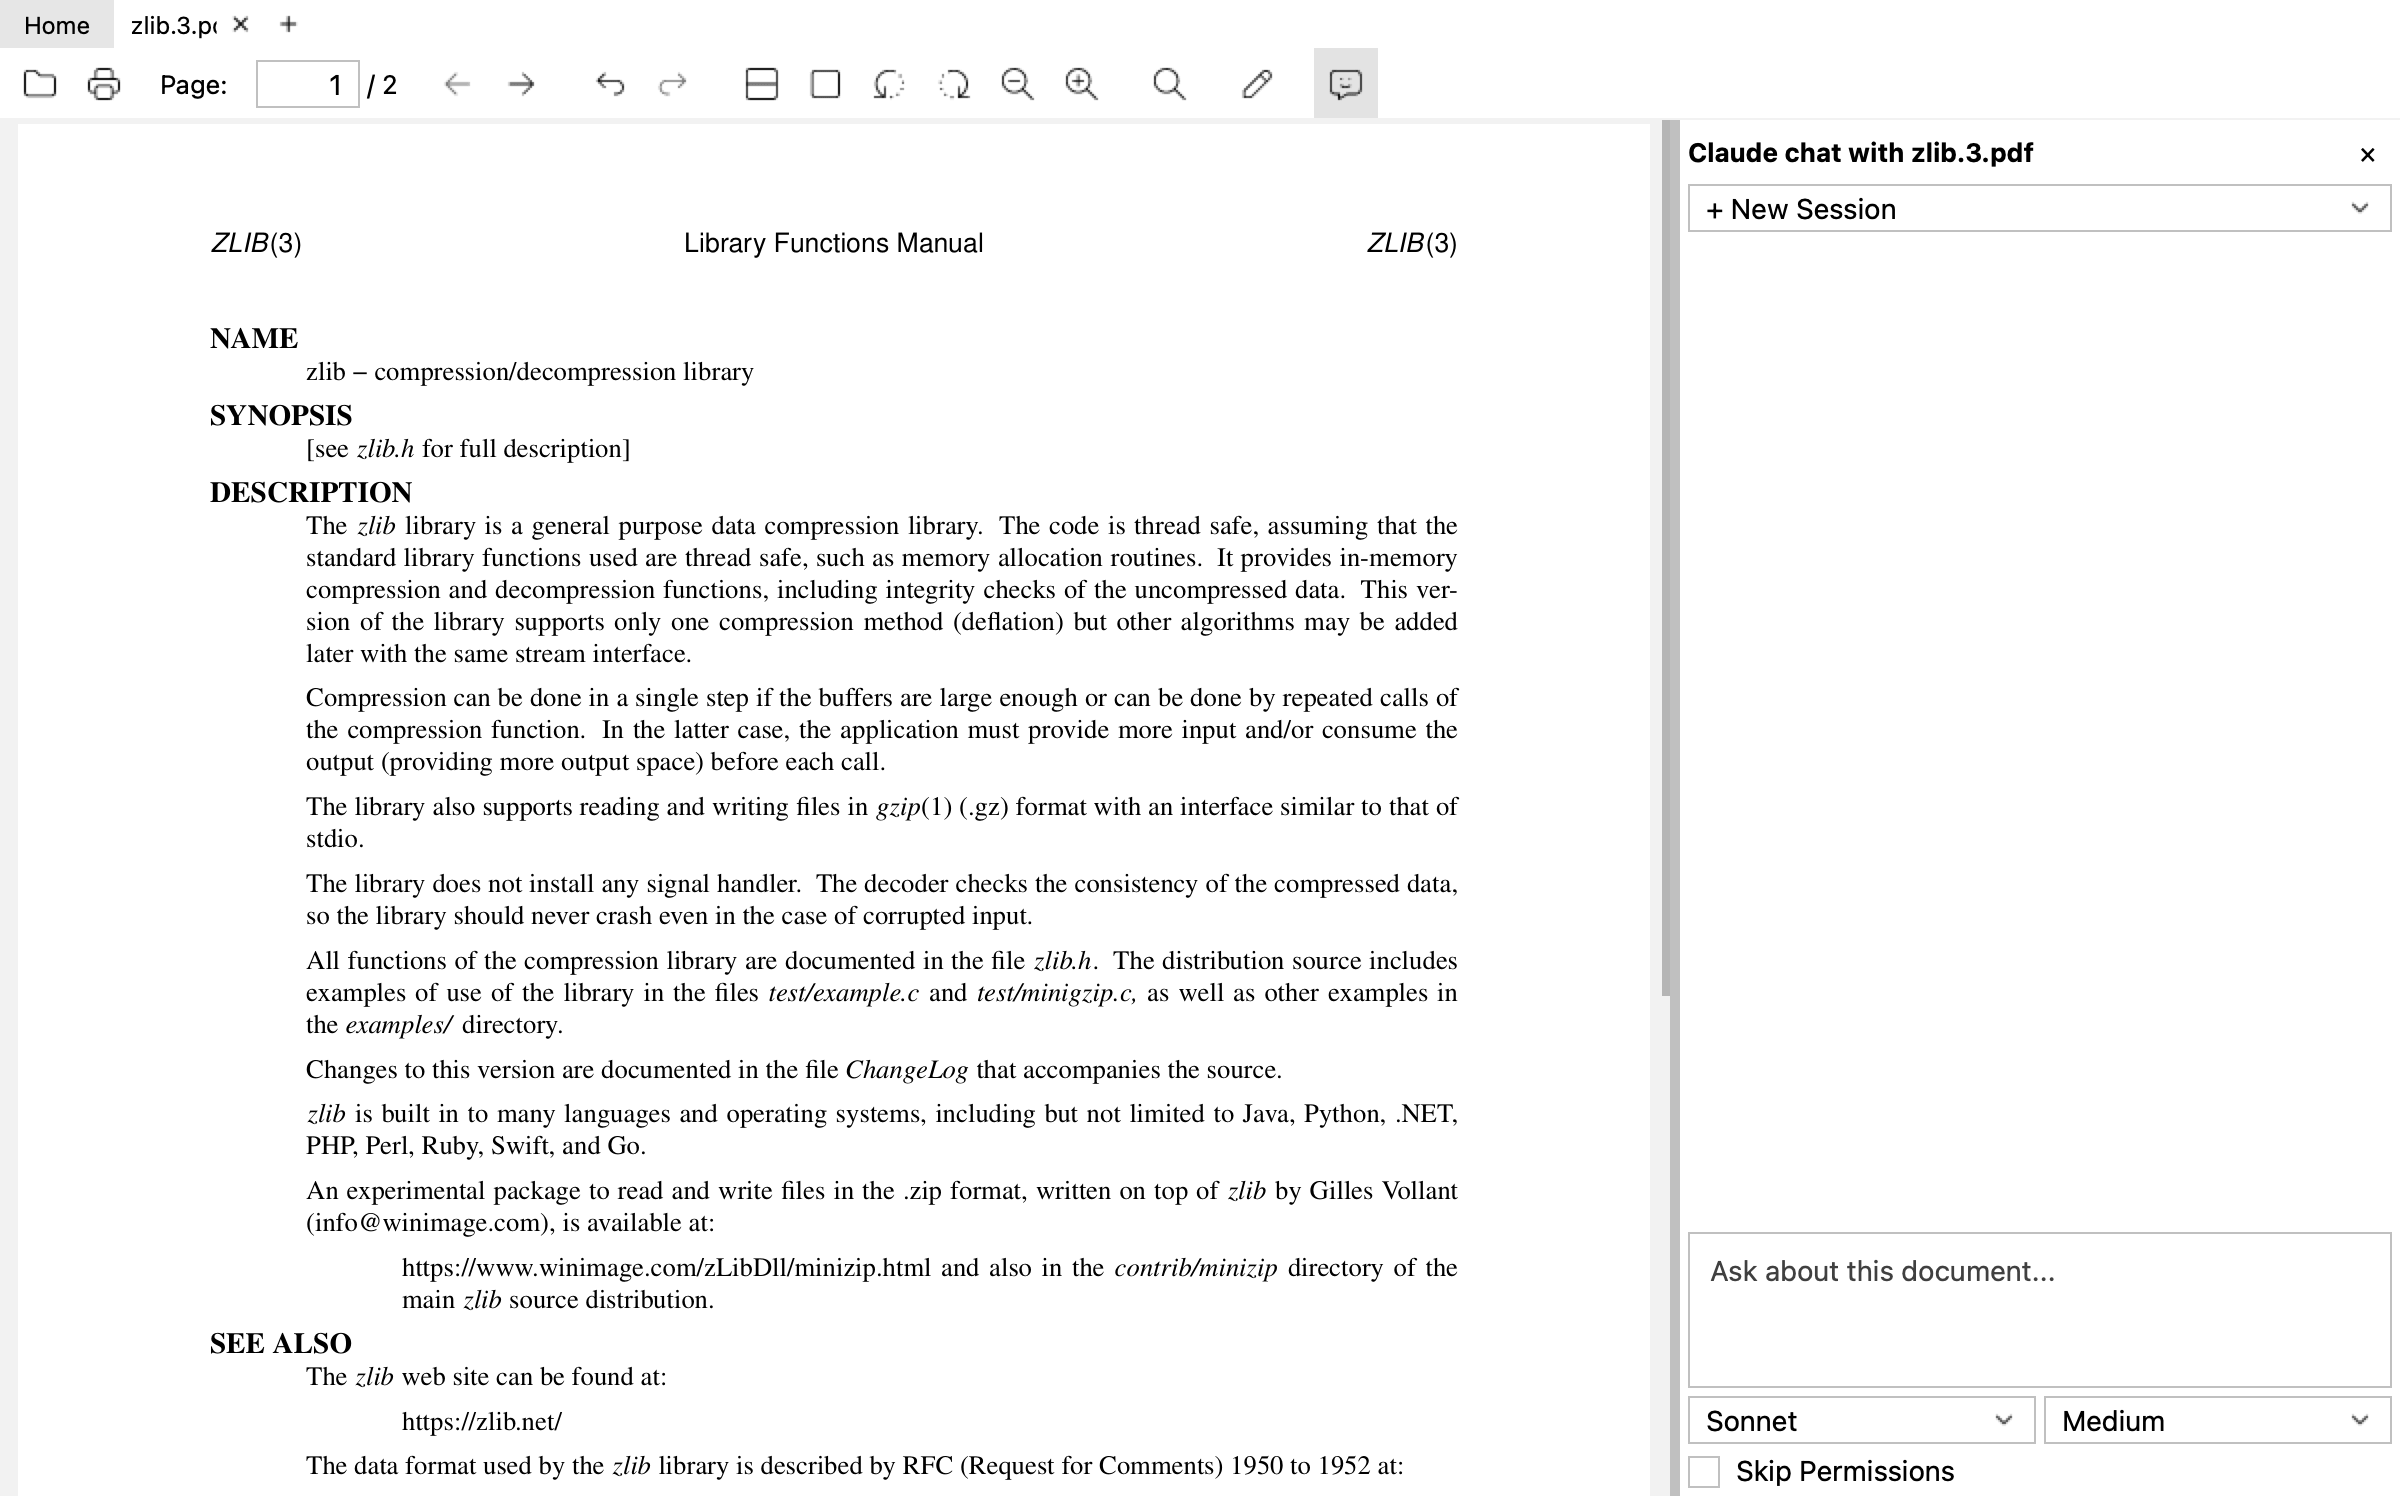 Home
zlib.3.pd
Page: 1 / 2
ZLIB(3) Library Functions Manual ZLIB(3)
NAME
zlib – compression/decompression library
SYNOPSIS
[see zlib.h for full description]
DESCRIPTION
The zlib library is a general purpose data compression library. The code is thread safe, assuming that the
standard library functions used are thread safe, such as memory allocation routines. It provides in-memory
compression and decompression functions, including integrity checks of the uncompressed data. This ver-
sion of the library supports only one compression method (deflation) but other algorithms may be added
later with the same stream interface.
Compression can be done in a single step if the buffers are large enough or can be done by repeated calls of
the compression function. In the latter case, the application must provide more input and/or consume the
output (providing more output space) before each call.
The library also supports reading and writing files in gzip(1) (.gz) format with an interface similar to that of
stdio.
The library does not install any signal handler. The decoder checks the consistency of the compressed data,
so the library should never crash even in the case of corrupted input.
All functions of the compression library are documented in the file zlib.h. The distribution source includes
examples of use of the library in the files test/example.c and test/minigzip.c, as well as other examples in
the examples/ directory.
Changes to this version are documented in the file ChangeLog that accompanies the source.
zlib is built in to many languages and operating systems, including but not limited to Java, Python, .NET,
PHP, Perl, Ruby, Swift, and Go.
An experimental package to read and write files in the .zip format, written on top of zlib by Gilles Vollant
(info@winimage.com), is available at:
https://www.winimage.com/zLibDll/minizip.html and also in the contrib/minizip directory of the
main zlib source distribution.
SEE ALSO
The zlib web site can be found at:
https://zlib.net/
The data format used by the zlib library is described by RFC (Request for Comments) 1950 to 1952 at:
Claude chat with zlib.3.pdf
+ New Session
Ask about this document...
Sonnet
Medium
Skip Permissions